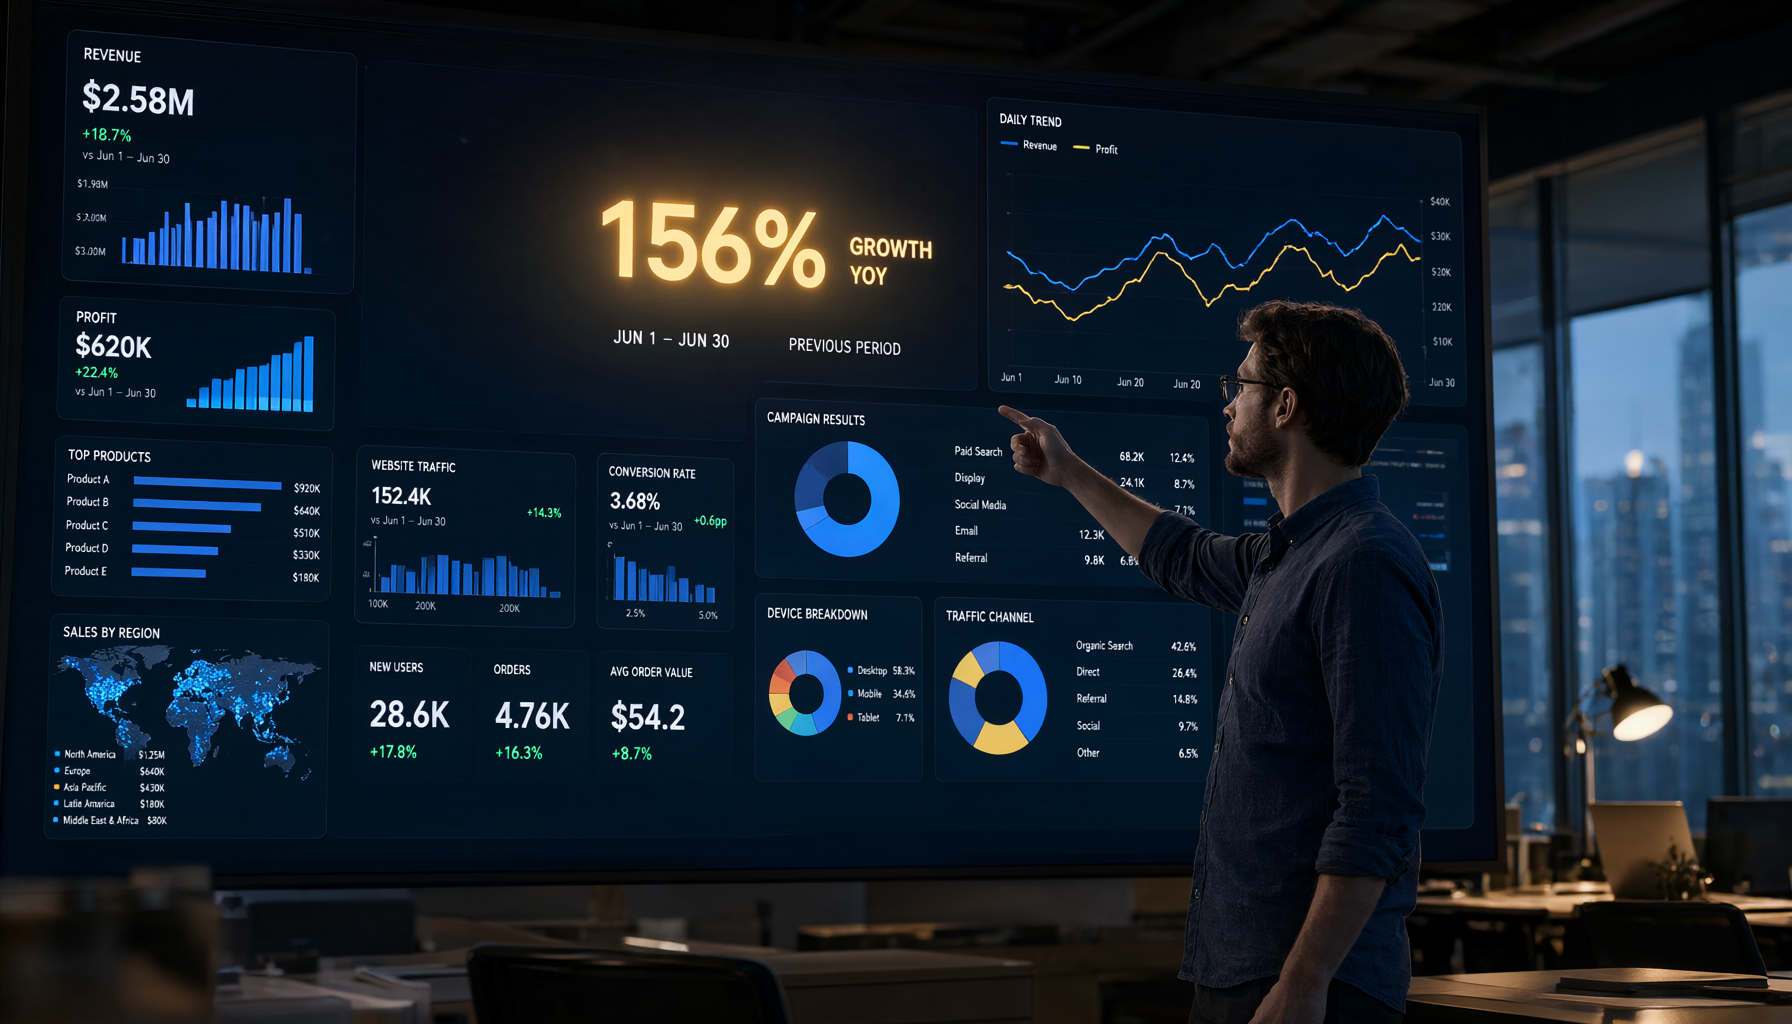 REVENUE
$2.58M
+18.7%
vs Jun 1 – Jun 30
$1.98M
$3.00M
PROFIT
$620K
+22.4%
vs Jun 1 – Jun 30
TOP PRODUCTS
Product A $920K
Product B $640K
Product C $510K
Product D $330K
Product E $180K
SALES BY REGION
North America $1.25M
Europe $640K
Asia Pacific $430K
Latin America $180K
Middle East & Africa $80K
156%
GROWTH
YOY
JUN 1 – JUN 30
PREVIOUS PERIOD
WEBSITE TRAFFIC
152.4K
vs Jun 1 – Jun 30
+14.3%
100K 200K 200K
CONVERSION RATE
3.68%
vs Jun 1 – Jun 30
+0.6pp
2.5% 5.0%
NEW USERS
28.6K
+17.8%
ORDERS
4.76K
+16.3%
AVG ORDER VALUE
$54.2
+8.7%
DAILY TREND
Revenue Profit
$40K
$30K
$20K
220K
$10K
Jun 1 Jun 10 Jun 20 Jun 20 Jun 30
CAMPAIGN RESULTS
Paid Search 68.2K 12.4%
Display 24.1K 8.7%
Social Media 7.1%
Email 12.3K
Referral 9.8K
DEVICE BREAKDOWN
Desktop 58.3%
Mobile 34.6%
Tablet 7.1%
TRAFFIC CHANNEL
Organic Search 42.6%
Direct 26.4%
Referral 14.8%
Social 9.7%
Other 6.5%